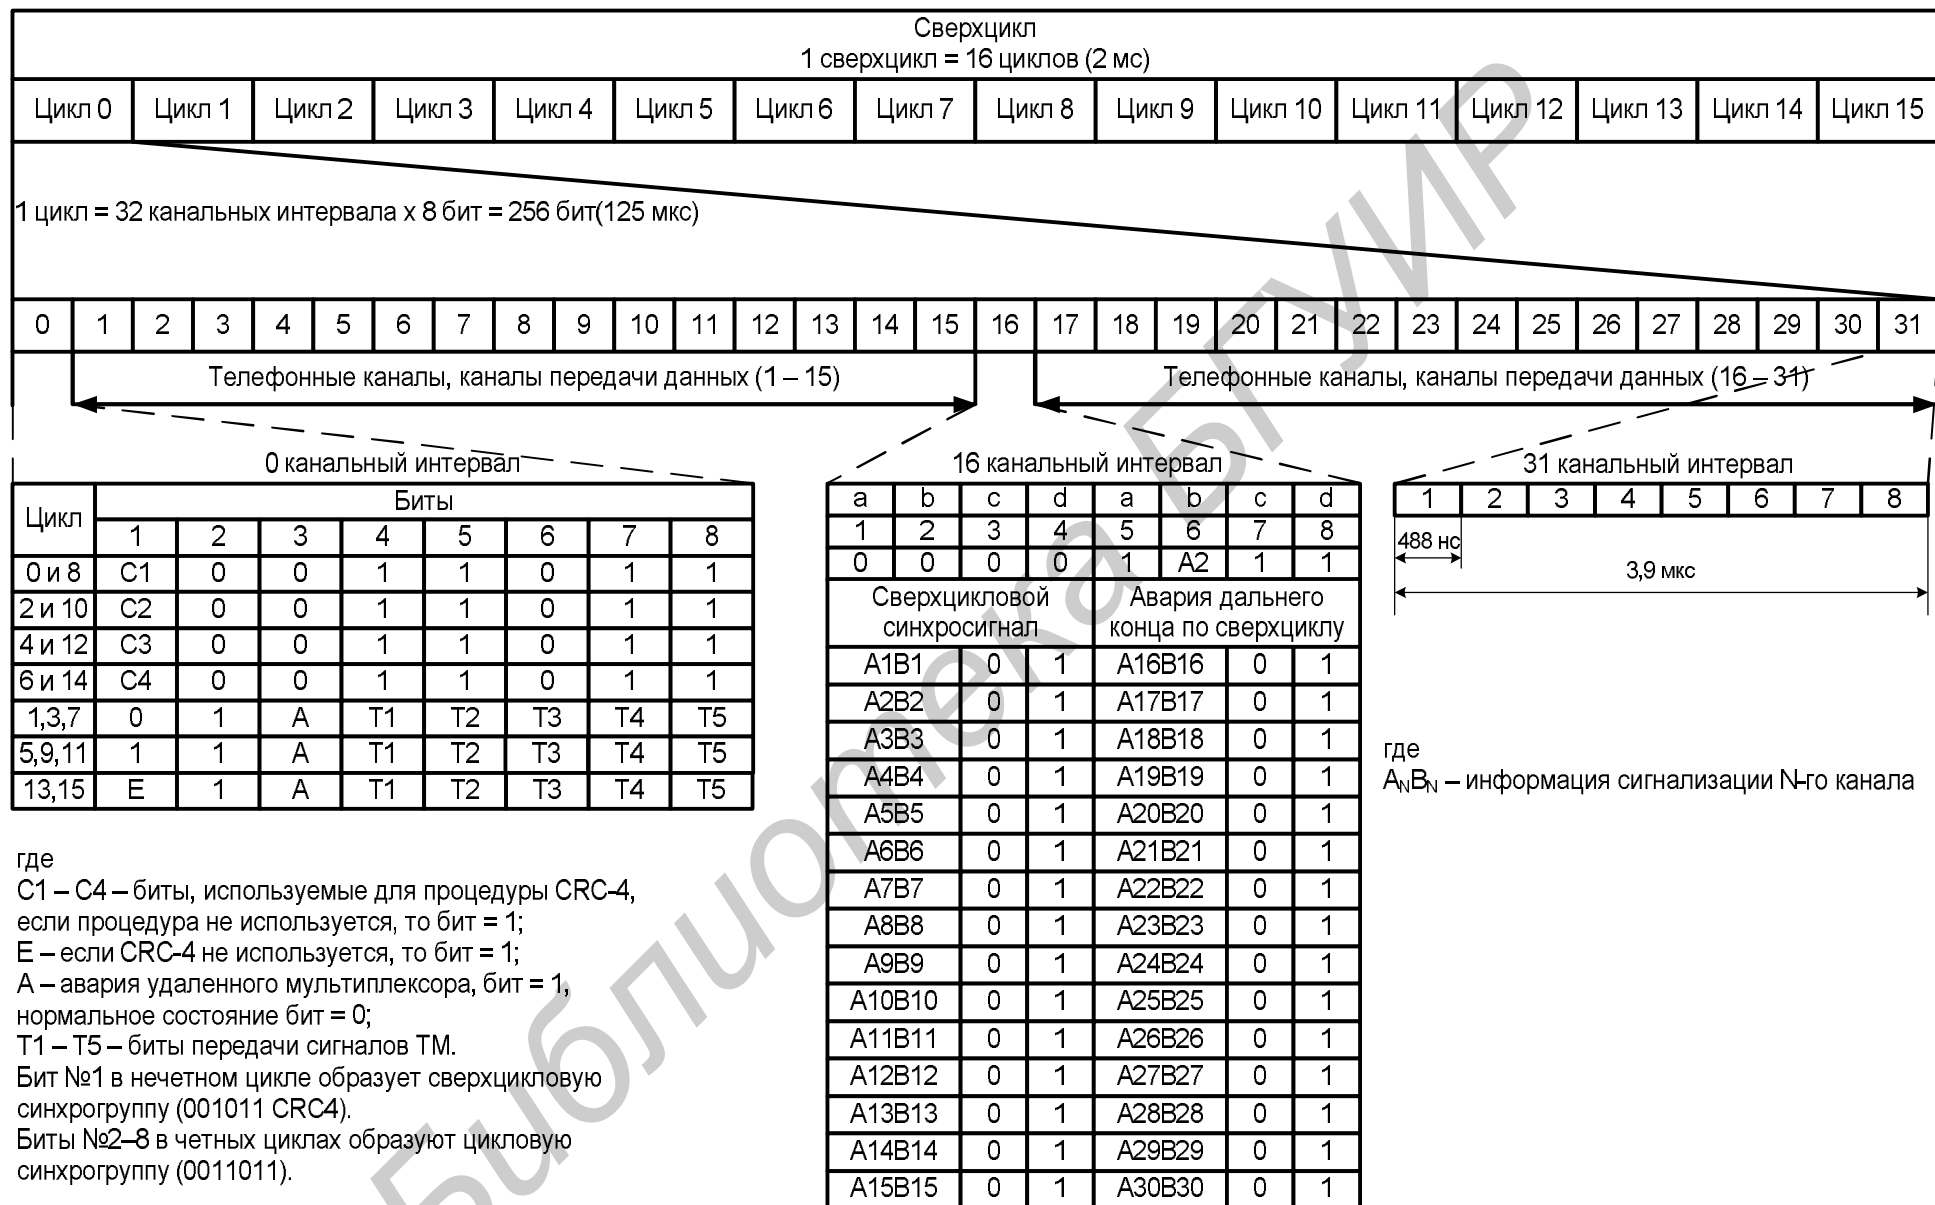 Сверхцикл
1 сверхцикл = 16 циклов (2 мс)
Цикл 0 Цикл 1 Цикл 2 Цикл 3 Цикл 4 Цикл 5 Цикл 6 Цикл 7 Цикл 8 Цикл 9 Цикл 10 Цикл 11 Цикл 12 Цикл 13 Цикл 14 Цикл 15
1 цикл = 32 канальных интервала x 8 бит = 256 бит(125 мкс)
0 1 2 3 4 5 6 7 8 9 10 11 12 13 14 15 16 17 18 19 20 21 22 23 24 25 26 27 28 29 30 31
Телефонные каналы, каналы передачи данных (1 – 15)
Телефонные каналы, каналы передачи данных (16 – 31)
0 канальный интервал
Цикл Биты
1 2 3 4 5 6 7 8
0 и 8 C1 0 0 1 1 0 1 1
2 и 10 C2 0 0 1 1 0 1 1
4 и 12 C3 0 0 1 1 0 1 1
6 и 14 C4 0 0 1 1 0 1 1
1,3,7 0 1 A T1 T2 T3 T4 T5
5,9,11 1 1 A T1 T2 T3 T4 T5
13,15 E 1 A T1 T2 T3 T4 T5
где
С1 – С4 – биты, используемые для процедуры CRC-4,
если процедура не используется, то бит = 1;
Е – если CRC-4 не используется, то бит = 1;
А – авария удаленного мультиплексора, бит = 1,
нормальное состояние бит = 0;
Т1 – Т5 – биты передачи сигналов ТМ.
Бит №1 в нечетном цикле образует сверхцикловую
синхрогруппу (001011 CRC4).
Биты №2–8 в четных циклах образуют цикловую
синхрогруппу (0011011).
16 канальный интервал
a b c d a b c d
1 2 3 4 5 6 7 8
0 0 0 0 1 A2 1 1
Сверхцикловой Авария дальнего
синхросигнал конца по сверхциклу
A1B1 0 1 A16B16 0 1
A2B2 0 1 A17B17 0 1
A3B3 0 1 A18B18 0 1
A4B4 0 1 A19B19 0 1
A5B5 0 1 A20B20 0 1
A6B6 0 1 A21B21 0 1
A7B7 0 1 A22B22 0 1
A8B8 0 1 A23B23 0 1
A9B9 0 1 A24B24 0 1
A10B10 0 1 A25B25 0 1
A11B11 0 1 A26B26 0 1
A12B12 0 1 A27B27 0 1
A13B13 0 1 A28B28 0 1
A14B14 0 1 A29B29 0 1
A15B15 0 1 A30B30 0 1
31 канальный интервал
1 2 3 4 5 6 7 8
488 нс
3,9 мкс
где
A_NB_N – информация сигнализации N-го канала
Библиотека БГУИР